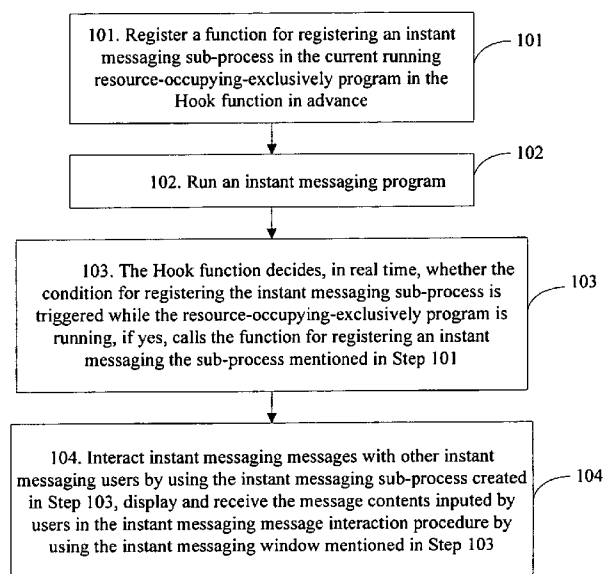 101. Register a function for registering an instant
messaging sub-process in the current running
resource-occupying-exclusively program in the
Hook function in advance
101
102. Run an instant messaging program
102
103. The Hook function decides, in real time, whether the
condition for registering the instant messaging sub-process is
triggered while the resource-occupying-exclusively program is
running, if yes, calls the function for registering an instant
messaging the sub-process mentioned in Step 101
103
104. Interact instant messaging messages with other instant
messaging users by using the instant messaging sub-process created
in Step 103, display and receive the message contents inputed by
users in the instant messaging message interaction procedure by
using the instant messaging window mentioned in Step 103
104